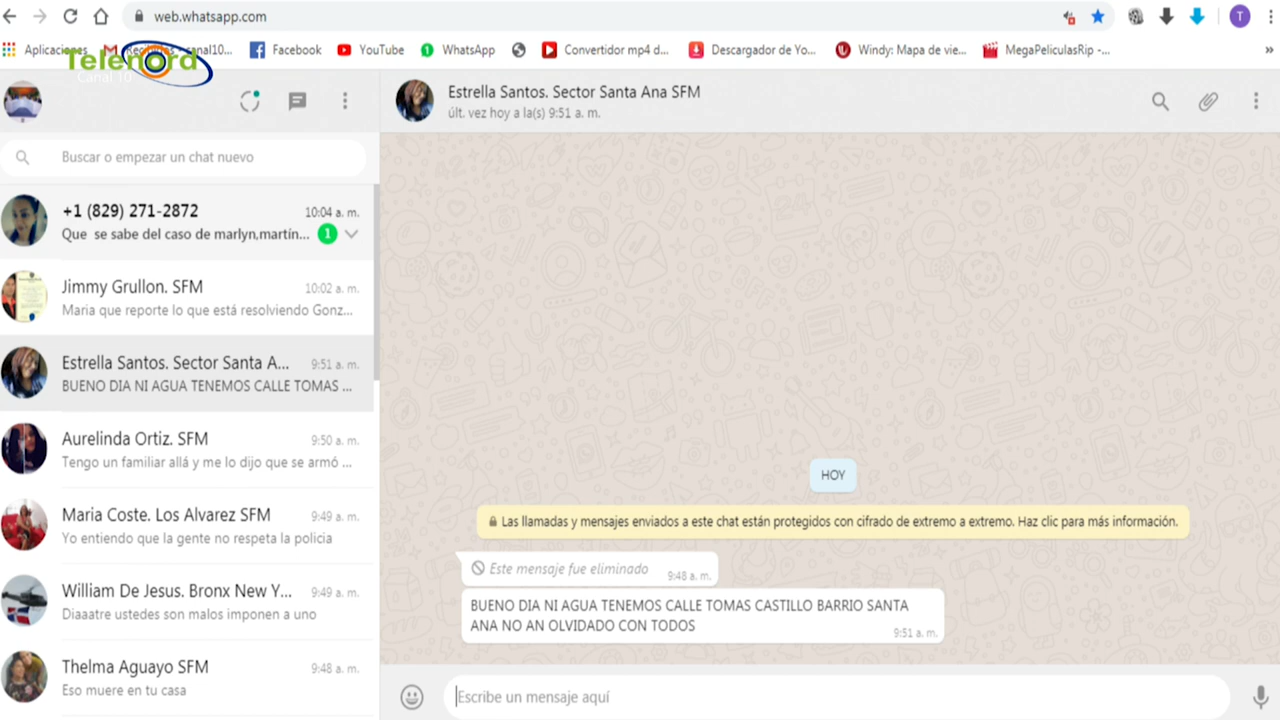 web.whatsapp.com
T
Aplicaciones
Facebook
YouTube
WhatsApp
Convertidor mp4 d...
Descargador de Yo...
Windy: Mapa de vie...
MegaPeliculasRip -...
»
Telenord
Canal 10
Estrella Santos. Sector Santa Ana SFM
últ. vez hoy a la(s) 9:51 a. m.
Buscar o empezar un chat nuevo
+1 (829) 271-2872
10:04 a. m.
Que se sabe del caso de marlyn,martín...
1
Jimmy Grullon. SFM
10:02 a. m.
Maria que reporte lo que está resolviendo Gonz...
Estrella Santos. Sector Santa A...
9:51 a. m.
BUENO DIA NI AGUA TENEMOS CALLE TOMAS ...
Aurelinda Ortiz. SFM
9:50 a. m.
Tengo un familiar allá y me lo dijo que se armó ...
Maria Coste. Los Alvarez SFM
9:49 a. m.
Yo entiendo que la gente no respeta la policia
William De Jesus. Bronx New Y...
9:49 a. m.
Diaaatre ustedes son malos imponen a uno
Thelma Aguayo SFM
9:48 a. m.
Eso muere en tu casa
HOY
Las llamadas y mensajes enviados a este chat están protegidos con cifrado de extremo a extremo. Haz clic para más información.
Este mensaje fue eliminado
9:48 a. m.
BUENO DIA NI AGUA TENEMOS CALLE TOMAS CASTILLO BARRIO SANTA
ANA NO AN OLVIDADO CON TODOS
9:51 a. m.
Escribe un mensaje aquí